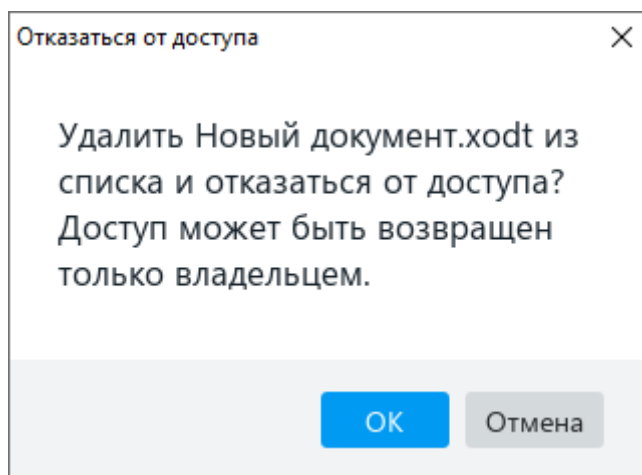 Отказаться от доступа
Удалить Новый документ.xodt из
списка и отказаться от доступа?
Доступ может быть возвращен
только владельцем.
ОК
Отмена